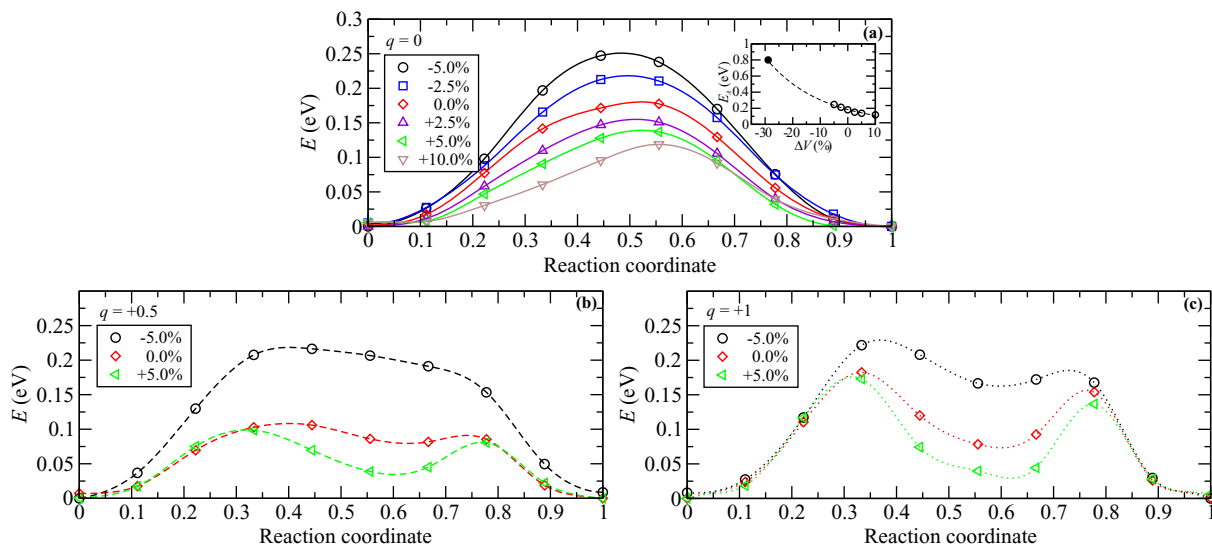 0.3
0.25
0.2
0.15
0.1
0.05
0
E (eV)
q = 0
-5.0%
-2.5%
0.0%
+2.5%
+5.0%
+10.0%
(a)
1
0.8
0.6
0.4
0.2
0
E_A (eV)
-30 -20 -10 0 10
ΔV(%)
0 0.1 0.2 0.3 0.4 0.5 0.6 0.7 0.8 0.9 1
Reaction coordinate
0.25
0.2
0.15
0.1
0.05
0
E (eV)
q = +0.5
-5.0%
0.0%
+5.0%
(b)
0 0.1 0.2 0.3 0.4 0.5 0.6 0.7 0.8 0.9 1
Reaction coordinate
0.25
0.2
0.15
0.1
0.05
0
E (eV)
q = +1
-5.0%
0.0%
+5.0%
(c)
0 0.1 0.2 0.3 0.4 0.5 0.6 0.7 0.8 0.9 1
Reaction coordinate